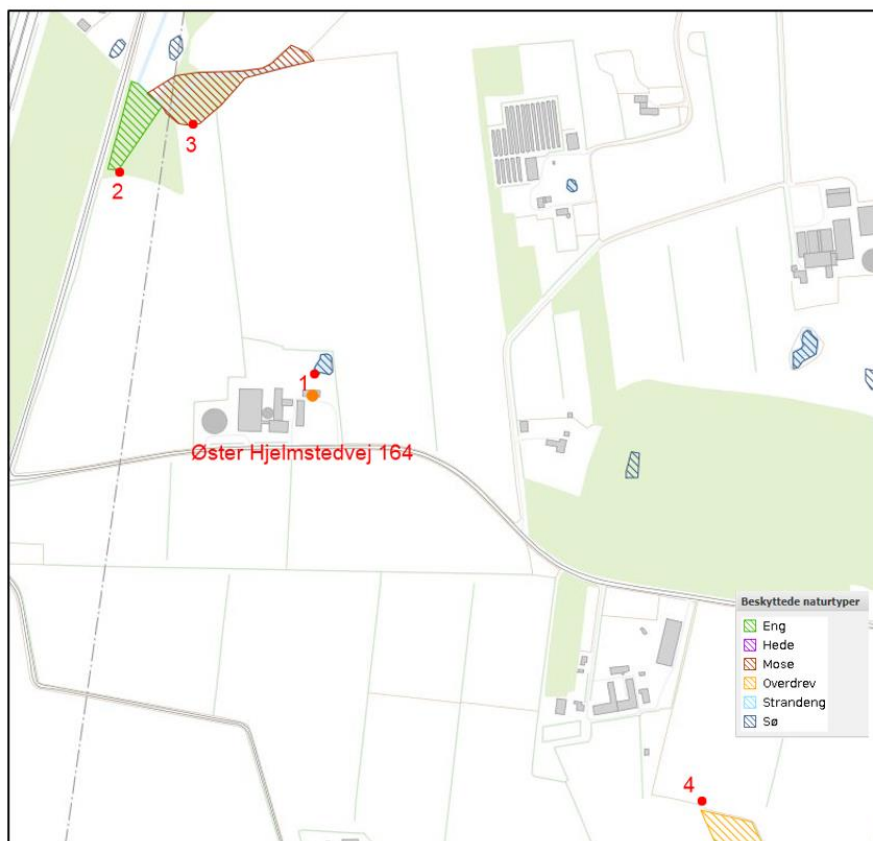 3
2
1
Øster Hjelmstedvej 164
Beskyttede naturtyper
Eng
Hede
Mose
Overdrev
Strandeng
Sø
4